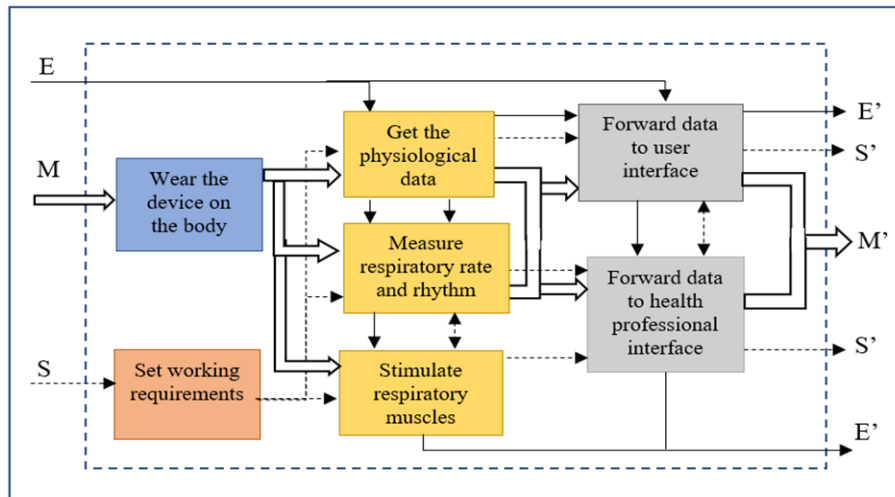 E
Get the
physiological
data
Forward data
to user
interface
E’
S’
M
Wear the
device on
the body
Measure
respiratory rate
and rhythm
M’
Forward data
to health
professional
interface
S
Set working
requirements
Stimulate
respiratory
muscles
S’
E’